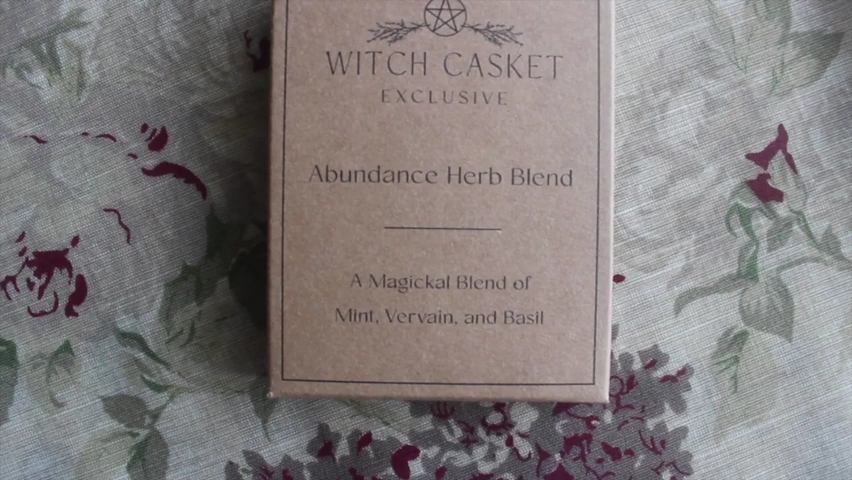 WITCH CASKET
EXCLUSIVE
Abundance Herb Blend
A Magickal Blend of
Mint, Vervain, and Basil